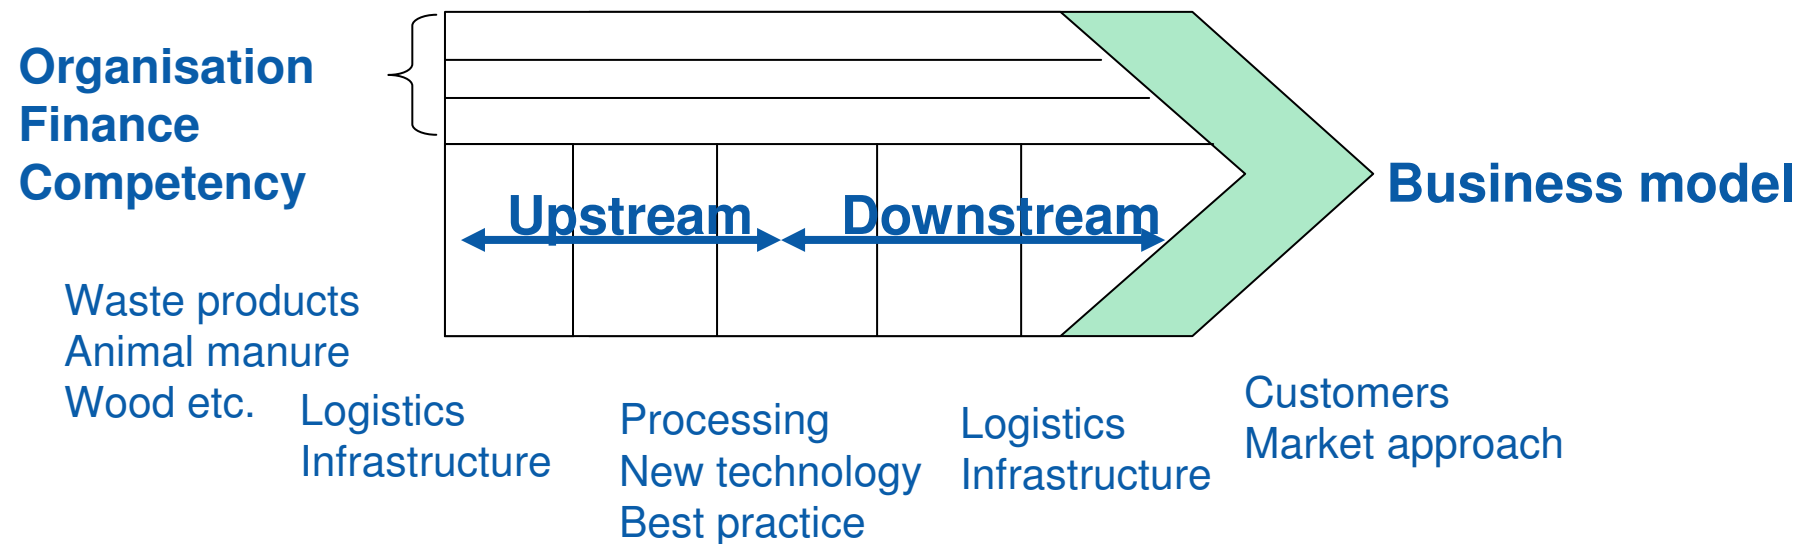 Organisation
Finance
Competency
Upstream
Downstream
Business model
Waste products
Animal manure
Wood etc.
Logistics
Infrastructure
Processing
New technology
Best practice
Logistics
Infrastructure
Customers
Market approach